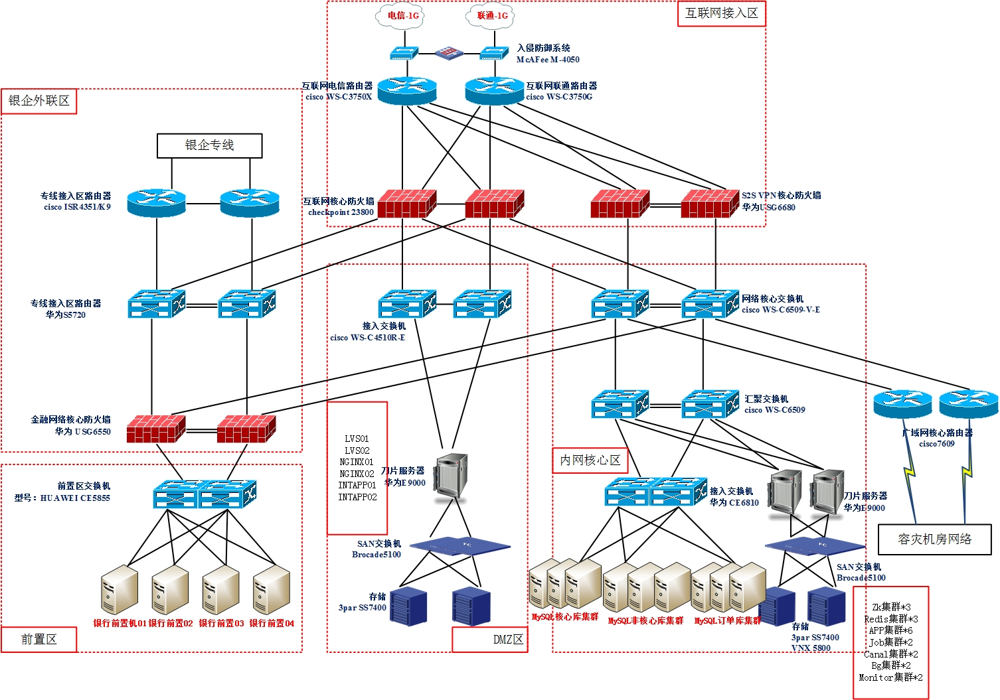 电信-1G
联通-1G
互联网接入区
入侵防御系统
McAFee M-4050
互联网电信路由器
cisco WS-C3750X
互联网联通路由器
cisco WS-C3750G
银企外联区
银企专线
专线接入区路由器
cisco ISR4351/K9
互联网核心防火墙
checkpoint 23800
S2S VPN核心防火墙
华为USG6680
专线接入区路由器
华为S5720
接入交换机
cisco WS-C4510R-E
网络核心交换机
cisco WS-C6509-V-E
金融网络核心防火墙
华为 USG6550
汇聚交换机
cisco WS-C6509
广域网核心路由器
cisco7609
LVS01
LVS02
NGINX01
NGINX02
INTAPP01
INTAPP02
刀片服务器
华为E9000
内网核心区
前置区交换机
型号：HUAWEI CE5855
接入交换机
华为 CE6810
刀片服务器
华为E9000
容灾机房网络
SAN交换机
Brocade5100
FC
FC
SAN交换机
Brocade5100
存储
3par SS7400
银行前置机01
银行前置02
银行前置03
银行前置04
MySQL核心库集群
MySQL非核心库集群
MySQL订单库集群
存储
3par SS7400
VNX 5800
前置区
DMZ区
Zk集群*3
Redis集群*3
APP集群*6
Job集群*2
Canal集群*2
Bg集群*2
Monitor集群*2